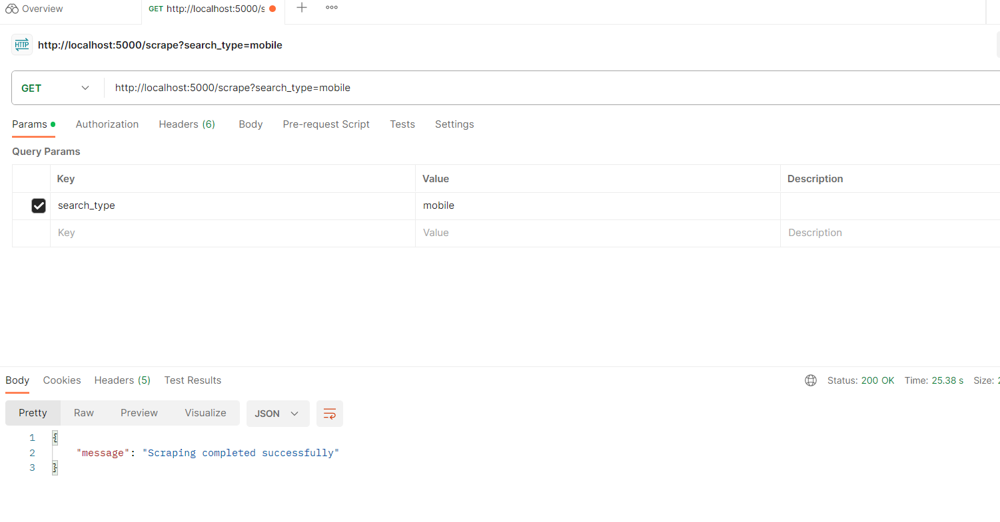 Overview
GET http://localhost:5000/s
HTTP http://localhost:5000/scrape?search_type=mobile
GET http://localhost:5000/scrape?search_type=mobile
Params Authorization Headers (6) Body Pre-request Script Tests Settings
Query Params
Key Value Description
search_type mobile
Key Value Description
Body Cookies Headers (5) Test Results Status: 200 OK Time: 25.38 s Size:
Pretty Raw Preview Visualize JSON
1 {
2 "message": "Scraping completed successfully"
3 }